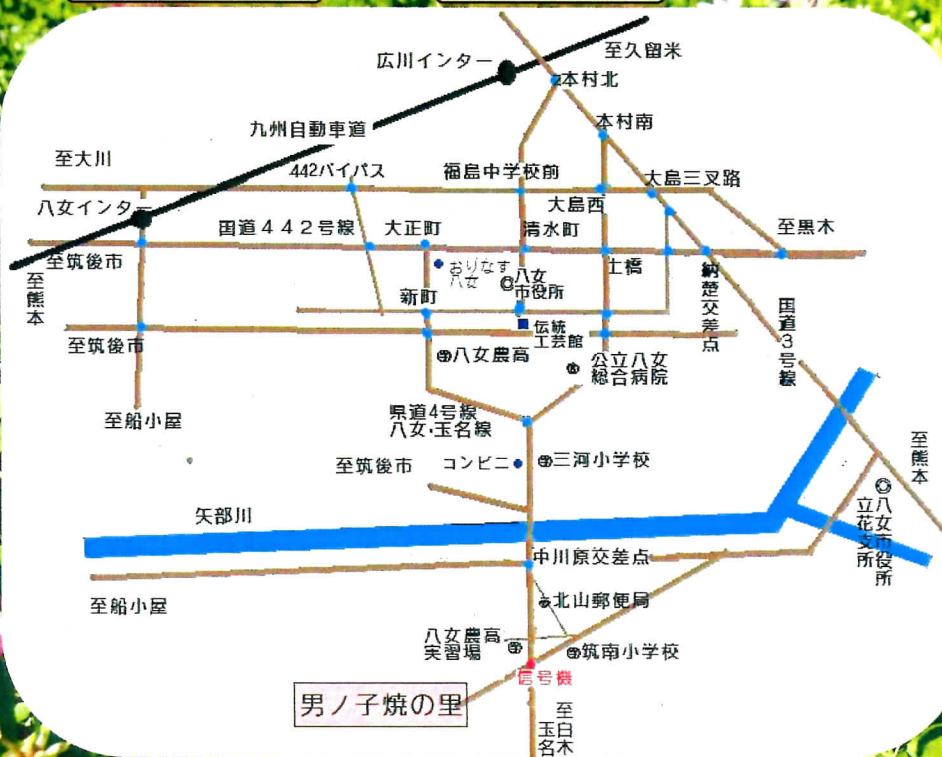 至久留米
広川インター
本村北
九州自動車道
本村南
至大川
442バイパス
福島中学校前
大島三叉路
八女インター
大島西
国道442号線
大正町
清水町
至黒木
至筑後市
おりなす
八女
八女
市役所
土橋
至熊本
新町
納楚交差点
国道3号線
至筑後市
伝統
工芸館
八女農高
公立八女
総合病院
至船小屋
県道4号線
八女・玉名線
至筑後市
コンビニ
三河小学校
至熊本
八女市役所
立花支所
矢部川
中川原交差点
至船小屋
北山郵便局
八女農高
実習場
筑南小学校
信号機
男ノ子焼の里
至白木
玉名